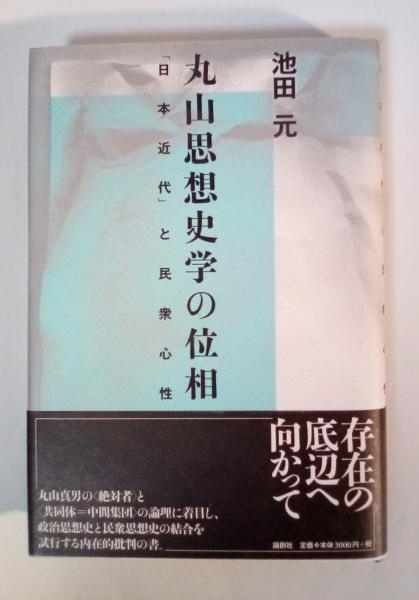 池田 元
丸山思想史学の位相
「日本近代」と民衆心性
存在の
底辺へ
向かって
丸山真男の〈絶対者〉と
〈共同体=中間集団〉の論理に着目し、
政治思想史と民衆思想史の結合を
試行する内在的批判の書。
論創社 定価*本体3000円+税